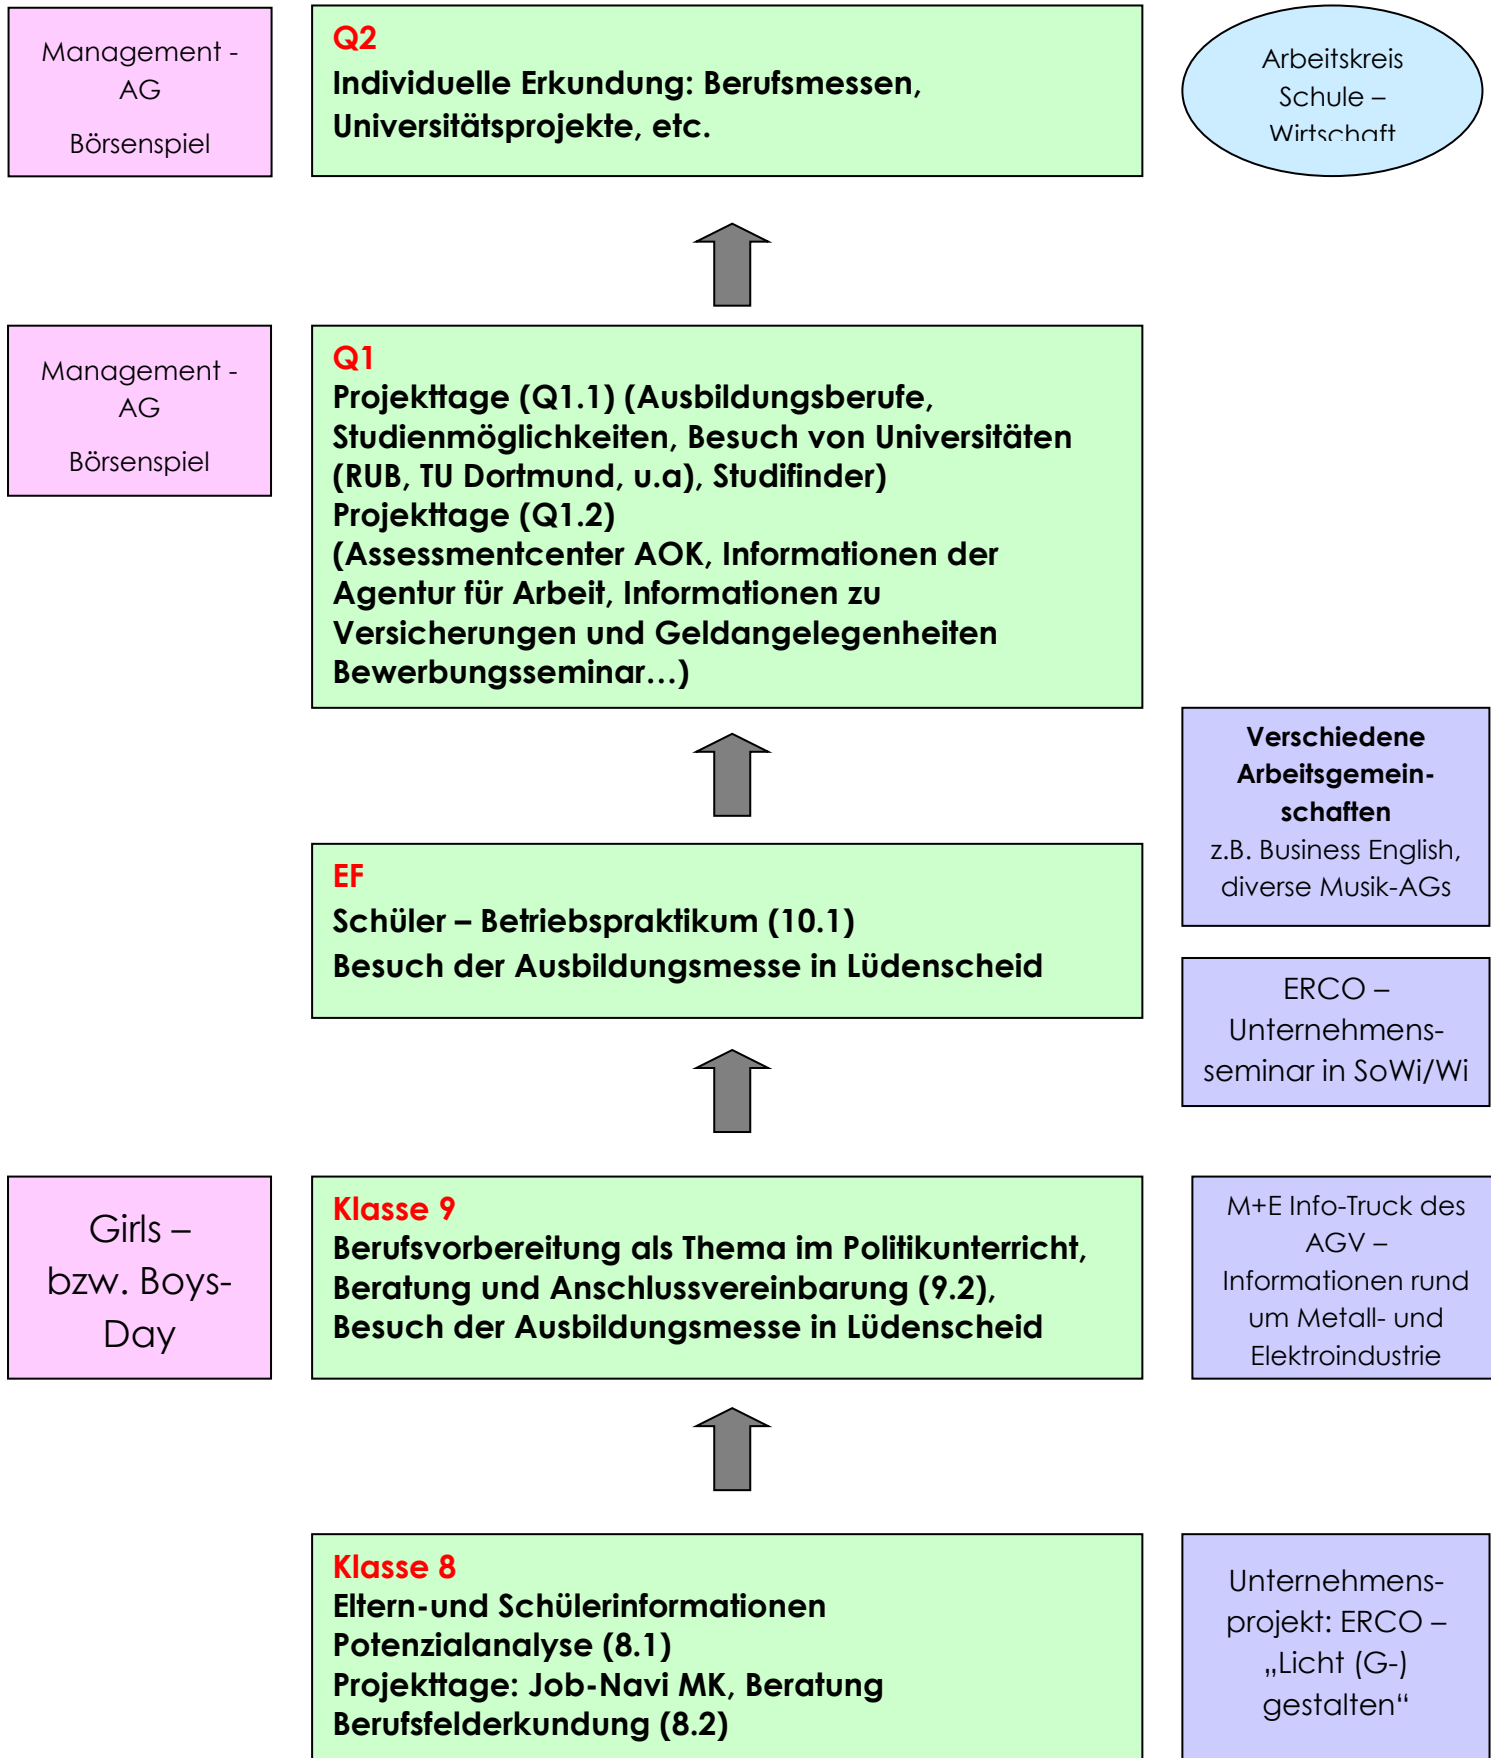 Management -
AG
Börsenspiel
Q2
Individuelle Erkundung: Berufsmessen,
Universitätsprojekte, etc.
Arbeitskreis
Schule –
Wirtschaft
Management -
AG
Börsenspiel
Q1
Projekttage (Q1.1) (Ausbildungsberufe,
Studienmöglichkeiten, Besuch von Universitäten
(RUB, TU Dortmund, u.a), Studifinder)
Projekttage (Q1.2)
(Assessmentcenter AOK, Informationen der
Agentur für Arbeit, Informationen zu
Versicherungen und Geldangelegenheiten
Bewerbungsseminar…)
Verschiedene
Arbeitsgemein-
schaften
z.B. Business English,
diverse Musik-AGs
EF
Schüler – Betriebspraktikum (10.1)
Besuch der Ausbildungsmesse in Lüdenscheid
ERCO –
Unternehmens-
seminar in SoWi/Wi
Girls –
bzw. Boys-
Day
Klasse 9
Berufsvorbereitung als Thema im Politikunterricht,
Beratung und Anschlussvereinbarung (9.2),
Besuch der Ausbildungsmesse in Lüdenscheid
M+E Info-Truck des
AGV –
Informationen rund
um Metall- und
Elektroindustrie
Klasse 8
Eltern-und Schülerinformationen
Potenzialanalyse (8.1)
Projekttage: Job-Navi MK, Beratung
Berufsfelderkundung (8.2)
Unternehmens-
projekt: ERCO –
„Licht (G-)
gestalten“